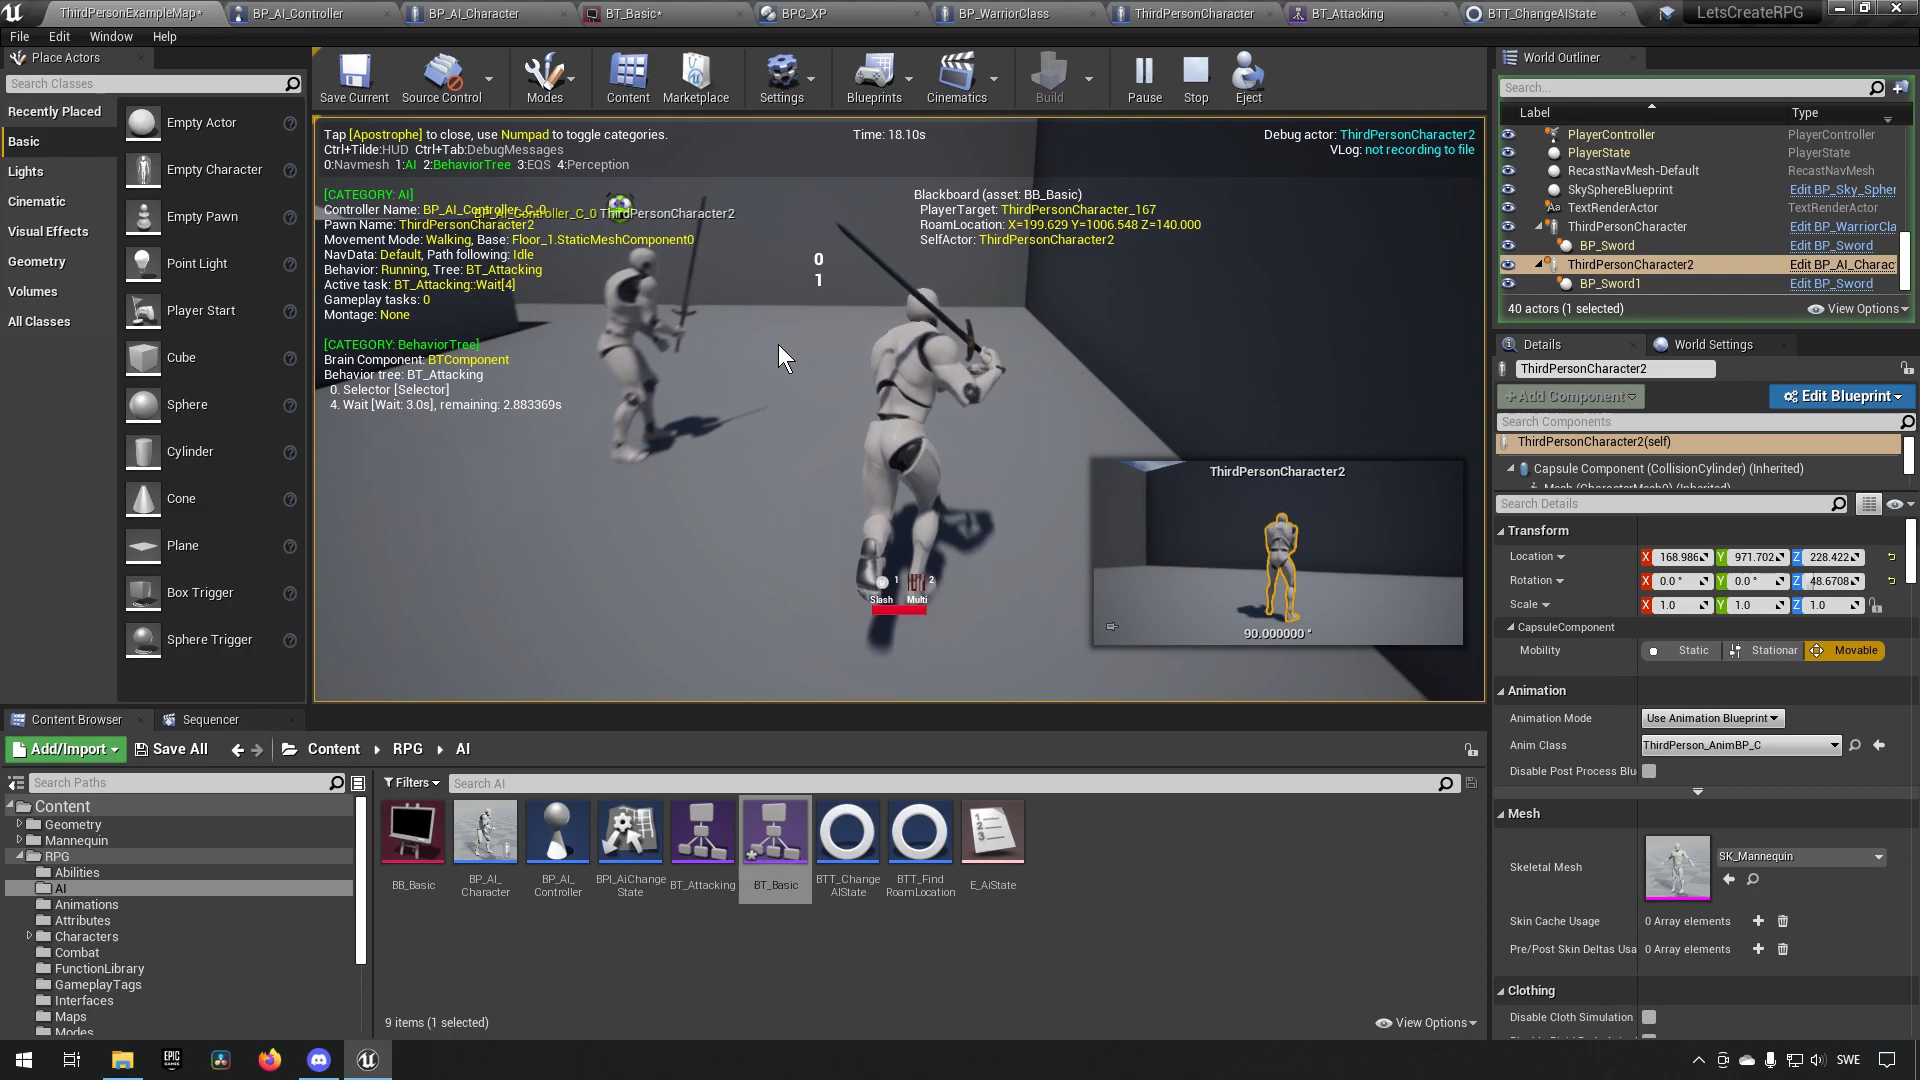 ThirdPersonExampleMap*
BP_AI_Controller
BP_AI_Character
BT_Basic*
BPC_XP
BP_WarriorClass
ThirdPersonCharacter
BT_Attacking
BTT_ChangeAIState
LetsCreateRPG
File Edit Window Help
Place Actors
Search Classes
Recently Placed
Basic
Lights
Cinematic
Visual Effects
Geometry
Volumes
All Classes
Empty Actor
Empty Character
Empty Pawn
Point Light
Player Start
Cube
Sphere
Cylinder
Cone
Plane
Box Trigger
Sphere Trigger
Save Current
Source Control
Modes
Content
Marketplace
Settings
Blueprints
Cinematics
Build
Pause
Stop
Eject
Tap [Apostrophe] to close, use Numpad to toggle categories.
Ctrl+Tilde:HUD Ctrl+Tab:DebugMessages
0:Navmesh 1:AI 2:BehaviorTree 3:EQS 4:Perception
Time: 18.10s
Debug actor: ThirdPersonCharacter2
VLog: not recording to file
[CATEGORY: AI]
Controller Name: BP_AI_Controller_C_0
BP_AI_Controller_C_0 ThirdPersonCharacter2
Pawn Name: ThirdPersonCharacter2
Movement Mode: Walking, Base: Floor_1.StaticMeshComponent0
NavData: Default, Path following: Idle
Behavior: Running, Tree: BT_Attacking
Active task: BT_Attacking::Wait[4]
Gameplay tasks: 0
Montage: None
[CATEGORY: BehaviorTree]
Brain Component: BTComponent
Behavior tree: BT_Attacking
0. Selector [Selector]
4. Wait [Wait: 3.0s], remaining: 2.883369s
Blackboard (asset: BB_Basic)
PlayerTarget: ThirdPersonCharacter_167
RoamLocation: X=199.629 Y=1006.548 Z=140.000
SelfActor: ThirdPersonCharacter2
0
1
1 2
Slash Multi
ThirdPersonCharacter2
90.000000 °
World Outliner
Search...
Label Type
PlayerController PlayerController
PlayerState PlayerState
RecastNavMesh-Default RecastNavMesh
SkySphereBlueprint Edit BP_Sky_Spher
TextRenderActor TextRenderActor
ThirdPersonCharacter Edit BP_WarriorCla
BP_Sword Edit BP_Sword
ThirdPersonCharacter2 Edit BP_AI_Charac
BP_Sword1 Edit BP_Sword
40 actors (1 selected)
View Options
Details
World Settings
ThirdPersonCharacter2
+Add Component
Edit Blueprint
Search Components
ThirdPersonCharacter2(self)
Capsule Component (CollisionCylinder) (Inherited)
Mesh (CharacterMesh0) (Inherited)
Search Details
Transform
Location X 168.986 Y 971.702 Z 228.422
Rotation X 0.0 ° Y 0.0 ° Z 48.6708
Scale X 1.0 Y 1.0 Z 1.0
CapsuleComponent
Mobility Static Stationar Movable
Animation
Animation Mode Use Animation Blueprint
Anim Class ThirdPerson_AnimBP_C
Disable Post Process Blu
Mesh
Skeletal Mesh SK_Mannequin
Skin Cache Usage 0 Array elements
Pre/Post Skin Deltas Usa 0 Array elements
Clothing
Disable Cloth Simulation
Content Browser
Sequencer
Add/Import
Save All
Content RPG AI
Search Paths
Filters
Search AI
Content
Geometry
Mannequin
RPG
Abilities
AI
Animations
Attributes
Characters
Combat
FunctionLibrary
GameplayTags
Interfaces
Maps
Modes
BB_Basic
BP_AI_
Character
BP_AI_
Controller
BPI_AiChange
State
BT_Attacking
BT_Basic
BTT_Change
AIState
BTT_Find
RoamLocation
E_AiState
9 items (1 selected)
View Options
EPIC
SWE